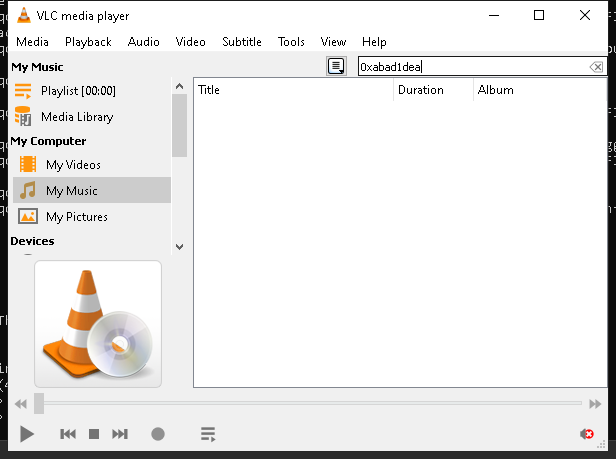 VLC media player
Media Playback Audio Video Subtitle Tools View Help
My Music
0xabad1dea
Playlist [00:00]
Media Library
My Computer
My Videos
My Music
My Pictures
Devices
Title Duration Album